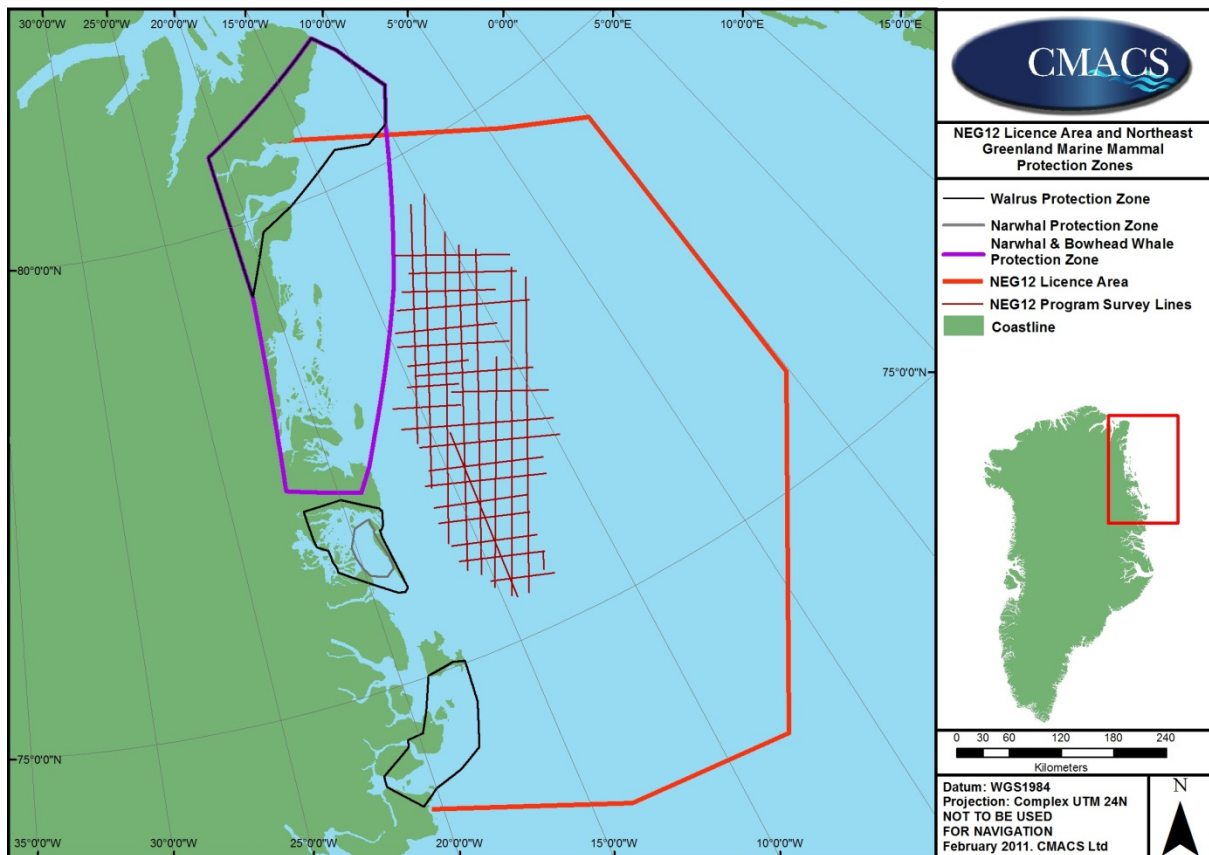 30°0'0"W 25°0'0"W 20°0'0"W 15°0'0"W 10°0'0"W 5°0'0"W 0°0'0" 5°0'0"E 10°0'0"E 15°0'0"E
80°0'0"N
75°0'0"N
75°0'0"N
35°0'0"W 30°0'0"W 25°0'0"W 20°0'0"W 15°0'0"W 10°0'0"W
CMACS
NEG12 Licence Area and Northeast
Greenland Marine Mammal
Protection Zones
Walrus Protection Zone
Narwhal Protection Zone
Narwhal & Bowhead Whale
Protection Zone
NEG12 Licence Area
NEG12 Program Survey Lines
Coastline
0 30 60 120 180 240
Kilometers
Datum: WGS1984
Projection: Complex UTM 24N
NOT TO BE USED
FOR NAVIGATION
February 2011. CMACS Ltd
N